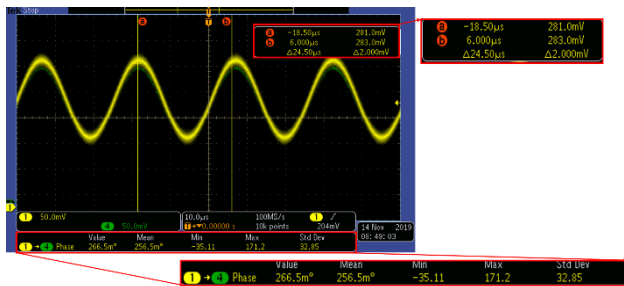 Tek Stop
a T b
a -18.50µs 281.0mV
b 6.000µs 283.0mV
Δ24.50µs Δ2.000mV
a -18.50µs 281.0mV
b 6.000µs 283.0mV
Δ24.50µs Δ2.000mV
1
1 50.0mV
4 50.0mV
10.0µs 100MS/s 1 /
T→▼0.00000 s 10k points 204mV
14 Nov 2019
08:49:03
Value Mean Min Max Std Dev
1 → 4 Phase 266.5m° 256.5m° -35.11 171.2 32.85
Value Mean Min Max Std Dev
1 → 4 Phase 266.5m° 256.5m° -35.11 171.2 32.85